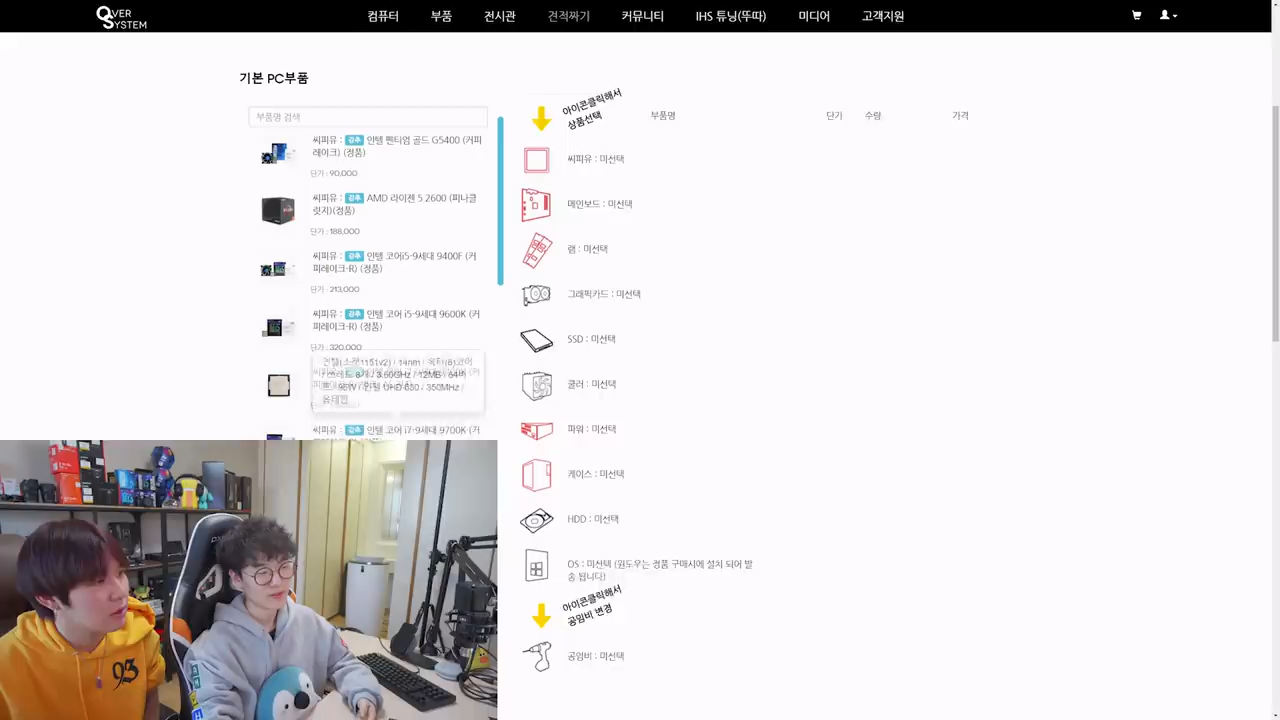 OVER
SYSTEM
컴퓨터 부품 전시관 견적짜기 커뮤니티 IHS 튜닝(뚜따) 미디어 고객지원
기본 PC부품
부품명 검색
씨피유 : 강추 인텔 펜티엄 골드 G5400 (커피
레이크) (정품)
단가 : 90,000
씨피유 : 강추 AMD 라이젠 5 2600 (피나클
릿지)(정품)
단가 : 188,000
씨피유 : 강추 인텔 코어i5-9세대 9400F (커
피레이크-R) (정품)
단가 : 213,000
씨피유 : 강추 인텔 코어 i5-9세대 9600K (커
피레이크-R) (정품)
단가 : 320,000
씨피유 : 강추 인텔 코어 i7-9세대 9700K (커
아이콘클릭해서
상품선택
부품명 단가 수량 가격
씨피유 : 미선택
메인보드 : 미선택
램 : 미선택
그래픽카드 : 미선택
SSD : 미선택
쿨러 : 미선택
파워 : 미선택
케이스 : 미선택
HDD : 미선택
OS : 미선택 (윈도우는 정품 구매시에 설치 되어 발
송 됩니다)
아이콘클릭해서
공임비 변경
공임비 : 미선택
93